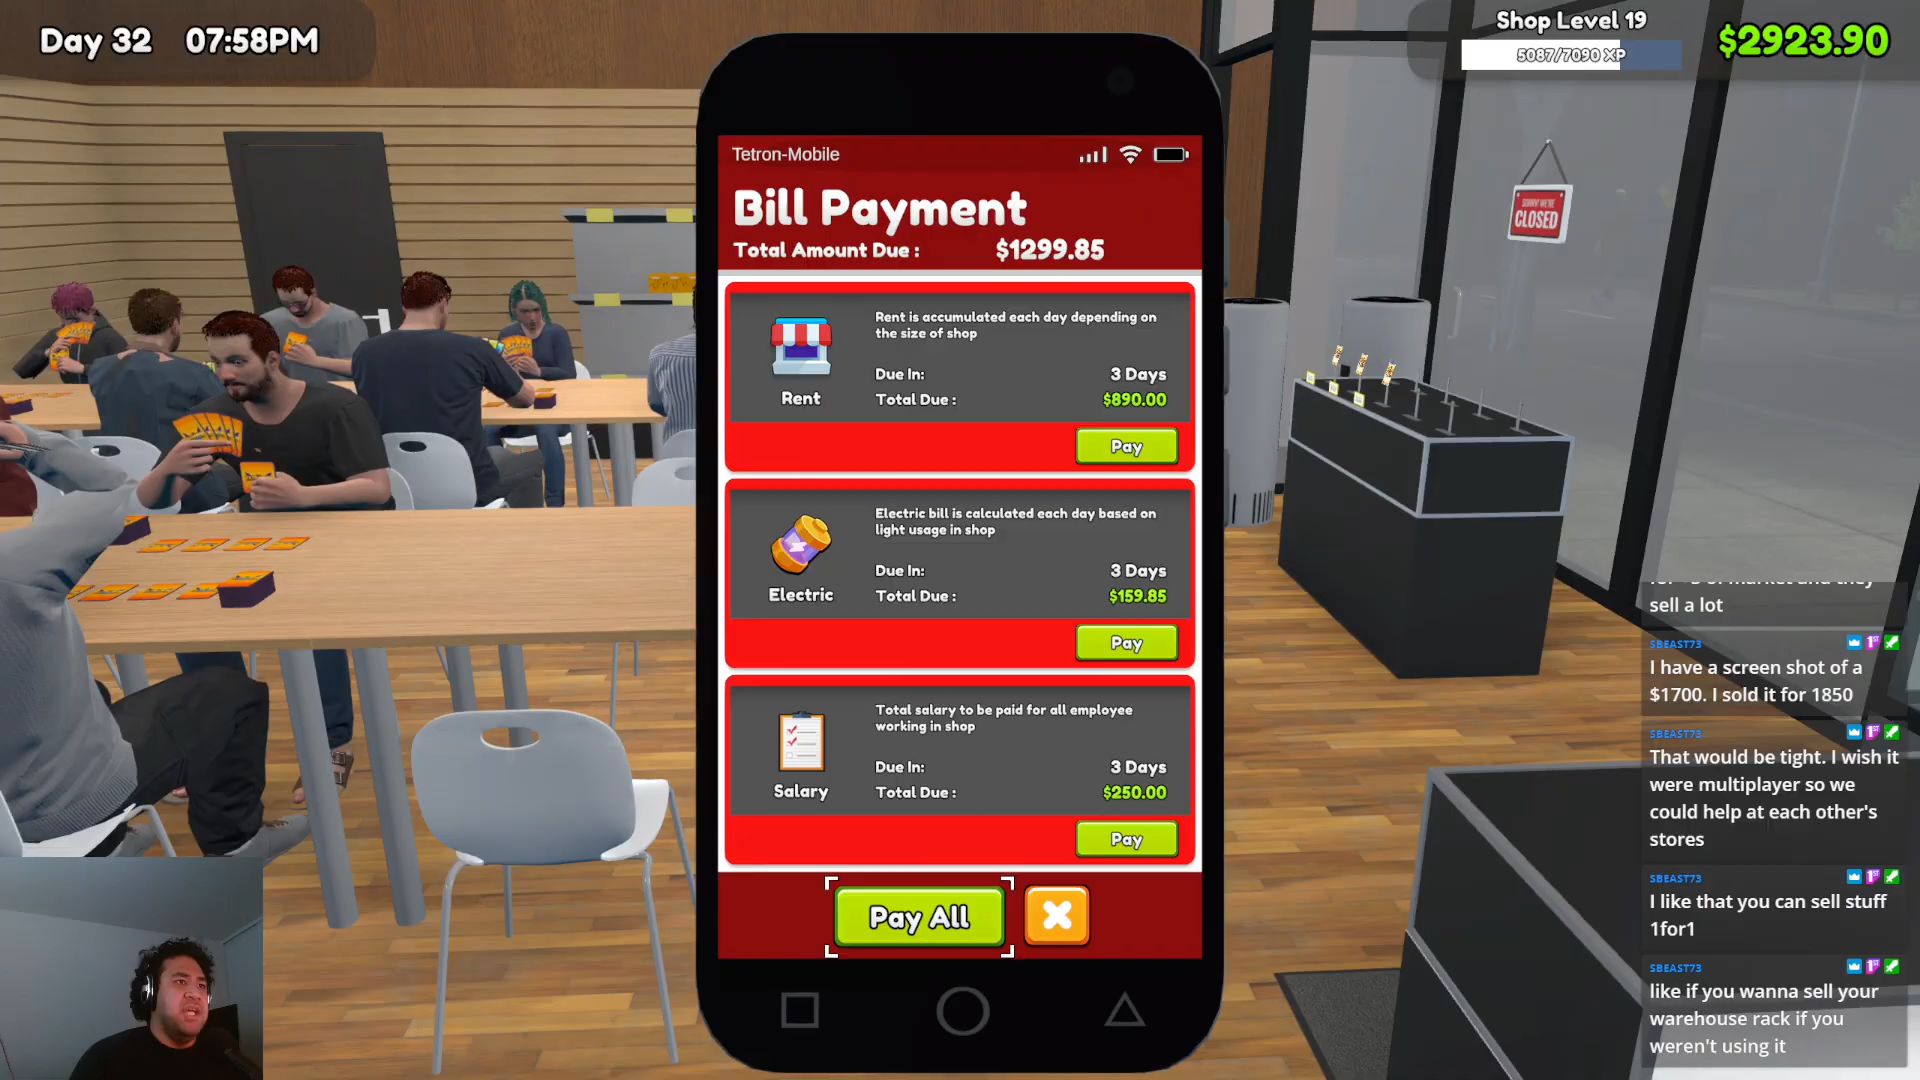 Day 32 07:58PM
Shop Level 19
5087/7090 XP
$2923.90
Tetron-Mobile
Bill Payment
Total Amount Due : $1299.85
Rent is accumulated each day depending on
the size of shop
Due In: 3 Days
Total Due : $890.00
Rent
Pay
Electric bill is calculated each day based on
light usage in shop
Due In: 3 Days
Total Due : $159.85
Electric
Pay
Total salary to be paid for all employee
working in shop
Due In: 3 Days
Total Due : $250.00
Salary
Pay
Pay All
SORRY WE'RE
CLOSED
sell a lot
SBEAST73
I have a screen shot of a
$1700. I sold it for 1850
SBEAST73
That would be tight. I wish it
were multiplayer so we
could help at each other's
stores
SBEAST73
I like that you can sell stuff
1for1
SBEAST73
like if you wanna sell your
warehouse rack if you
weren't using it